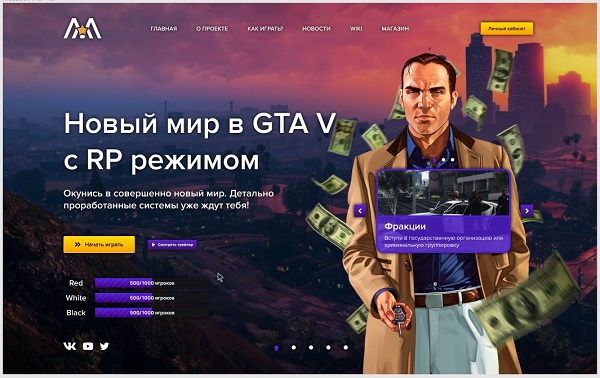 ГЛАВНАЯ О ПРОЕКТЕ КАК ИГРАТЬ? НОВОСТИ WIKI МАГАЗИН Личный кабинет
Новый мир в GTA V
с RP режимом
Окунись в совершенно новый мир. Детально
проработанные системы уже ждут тебя!
Начать играть
Смотреть трейлер
Фракции
Вступи в государственную организацию или
криминальную группировку
Red 500/1000 игроков
White 500/1000 игроков
Black 500/1000 игроков